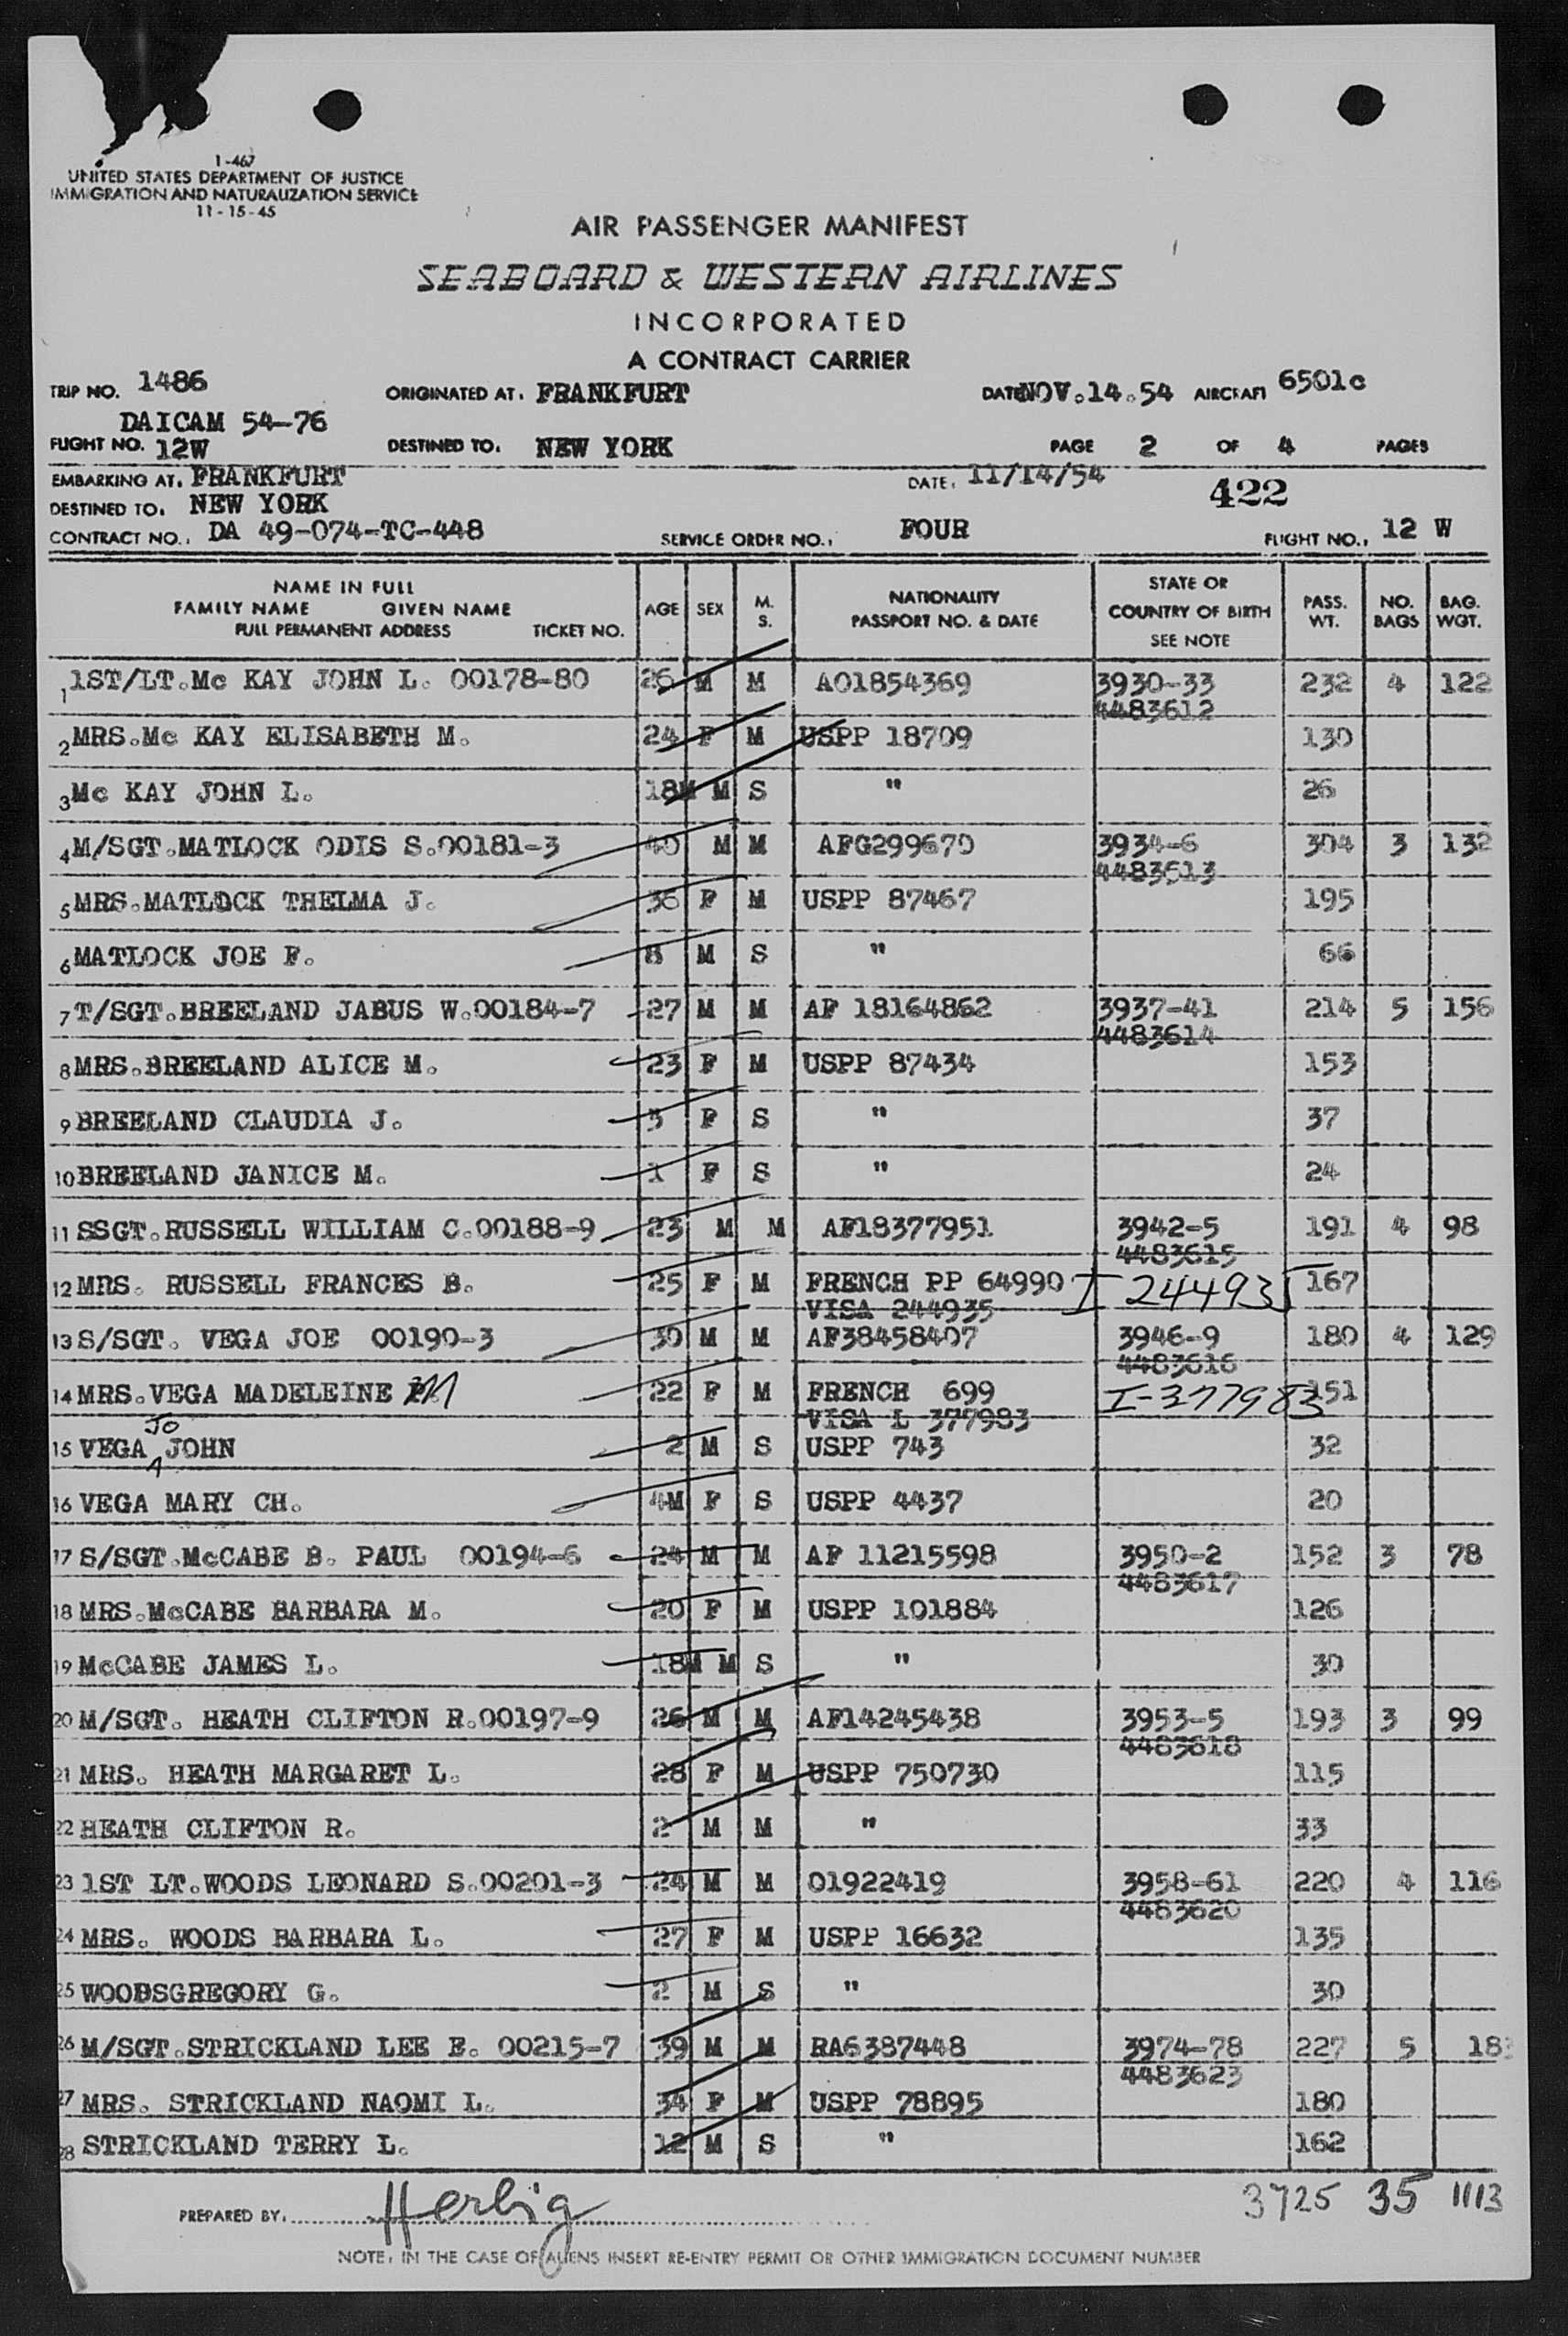 1-467
UNITED STATES DEPARTMENT OF JUSTICE
IMMIGRATION AND NATURALIZATION SERVICE
11-15-45
AIR PASSENGER MANIFEST
SEABOARD & WESTERN AIRLINES
INCORPORATED
A CONTRACT CARRIER
TRIP NO. 1486 ORIGINATED AT. FRANKFURT DATE NOV.14.54 AIRCRAFT 6501c
DAICAM 54-76
FLIGHT NO. 12W DESTINED TO. NEW YORK PAGE 2 OF 4 PAGES
EMBARKING AT. FRANKFURT DATE. 11/14/54
DESTINED TO. NEW YORK 422
CONTRACT NO.. DA 49-074-TC-448 SERVICE ORDER NO.. FOUR FLIGHT NO.. 12 W
NAME IN FULL
FAMILY NAME GIVEN NAME
FULL PERMANENT ADDRESS TICKET NO.
AGE SEX M. S.
NATIONALITY
PASSPORT NO. & DATE
STATE OR
COUNTRY OF BIRTH
SEE NOTE
PASS. WT. NO. BAGS BAG. WGT.
1 1ST/LT.Mc KAY JOHN L. 00178-80 26 M M A01854369 3930-33 232 4 122
4483612
2 MRS.Mc KAY ELISABETH M. 24 F M USPP 18709 130
3 Mc KAY JOHN L. 18M M S " 26
4 M/SGT.MATLOCK ODIS S.00181-3 40 M M AFG299670 3934-6 304 3 132
4483613
5 MRS.MATLOCK THELMA J. 36 F M USPP 87467 195
6 MATLOCK JOE F. 8 M S " 66
7 T/SGT.BREELAND JABUS W.00184-7 27 M M AF 18164862 3937-41 214 5 156
4483614
8 MRS.BREELAND ALICE M. 23 F M USPP 87434 153
9 BREELAND CLAUDIA J. 3 F S " 37
10 BREELAND JANICE M. 1 F S " 24
11 SSGT.RUSSELL WILLIAM C.00188-9 23 M M AF18377951 3942-5 191 4 98
4483615
12 MRS. RUSSELL FRANCES B. 25 F M FRENCH PP 64990 I 244935 167
VISA 244935
13 S/SGT. VEGA JOE 00190-3 30 M M AF38458407 3946-9 180 4 129
4483616
14 MRS.VEGA MADELEINE M 22 F M FRENCH 699 I-377983 151
VISA L 377983
Jo
15 VEGA JOHN 2 M S USPP 743 32
16 VEGA MARY CH. 4M F S USPP 4437 20
17 S/SGT.McCABE B. PAUL 00194-6 24 M M AF 11215598 3950-2 152 3 78
4483617
18 MRS.McCABE BARBARA M. 20 F M USPP 101884 126
19 McCABE JAMES L. 18M M S " 30
20 M/SGT. HEATH CLIFTON R.00197-9 26 M M AF14245438 3953-5 193 3 99
4483618
21 MRS. HEATH MARGARET L. 28 F M USPP 750730 115
22 HEATH CLIFTON R. 2 M M " 33
23 1ST LT.WOODS LEONARD S.00201-3 24 M M 01922419 3958-61 220 4 116
4483620
24 MRS. WOODS BARBARA L. 27 F M USPP 16632 135
25 WOODSGREGORY G. 2 M S " 30
26 M/SGT.STRICKLAND LEE E. 00215-7 39 M M RA6387448 3974-78 227 5 183
4483623
27 MRS. STRICKLAND NAOMI L. 34 F M USPP 78895 180
28 STRICKLAND TERRY L. 12 M S " 162
PREPARED BY. Herbig 3725 35 1113
NOTE. IN THE CASE OF ALIENS INSERT RE-ENTRY PERMIT OR OTHER IMMIGRATION DOCUMENT NUMBER